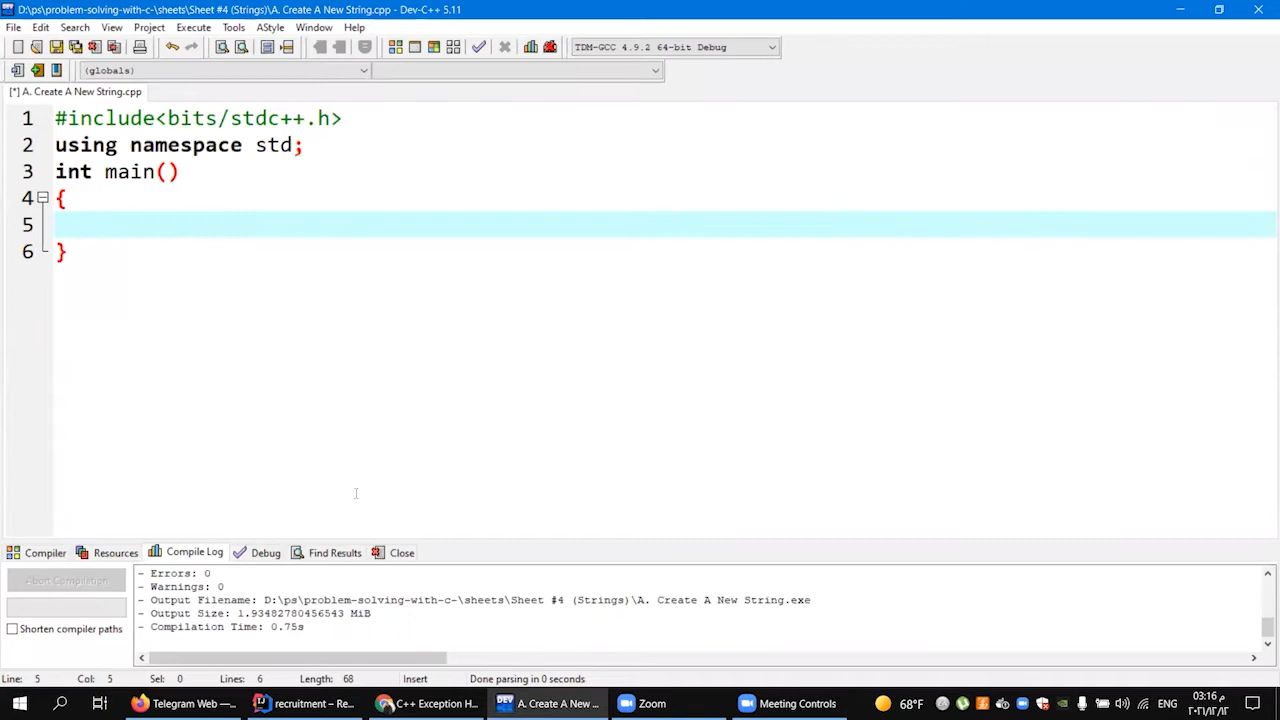 D:\ps\problem-solving-with-c-\sheets\Sheet #4 (Strings)\A. Create A New String.cpp - Dev-C++ 5.11
File Edit Search View Project Execute Tools AStyle Window Help
TDM-GCC 4.9.2 64-bit Debug
(globals)
[*] A. Create A New String.cpp
1 #include<bits/stdc++.h>
2 using namespace std;
3 int main()
4 {
5
6 }
Compiler Resources Compile Log Debug Find Results Close
Abort Compilation
Shorten compiler paths
- Errors: 0
- Warnings: 0
- Output Filename: D:\ps\problem-solving-with-c-\sheets\Sheet #4 (Strings)\A. Create A New String.exe
- Output Size: 1.93482780456543 MiB
- Compilation Time: 0.75s
Line: 5 Col: 5 Sel: 0 Lines: 6 Length: 68 Insert Done parsing in 0 seconds
Telegram Web —... recruitment – Re... C++ Exception H... A. Create A New ... Zoom Meeting Controls 68°F ENG 03:16 م